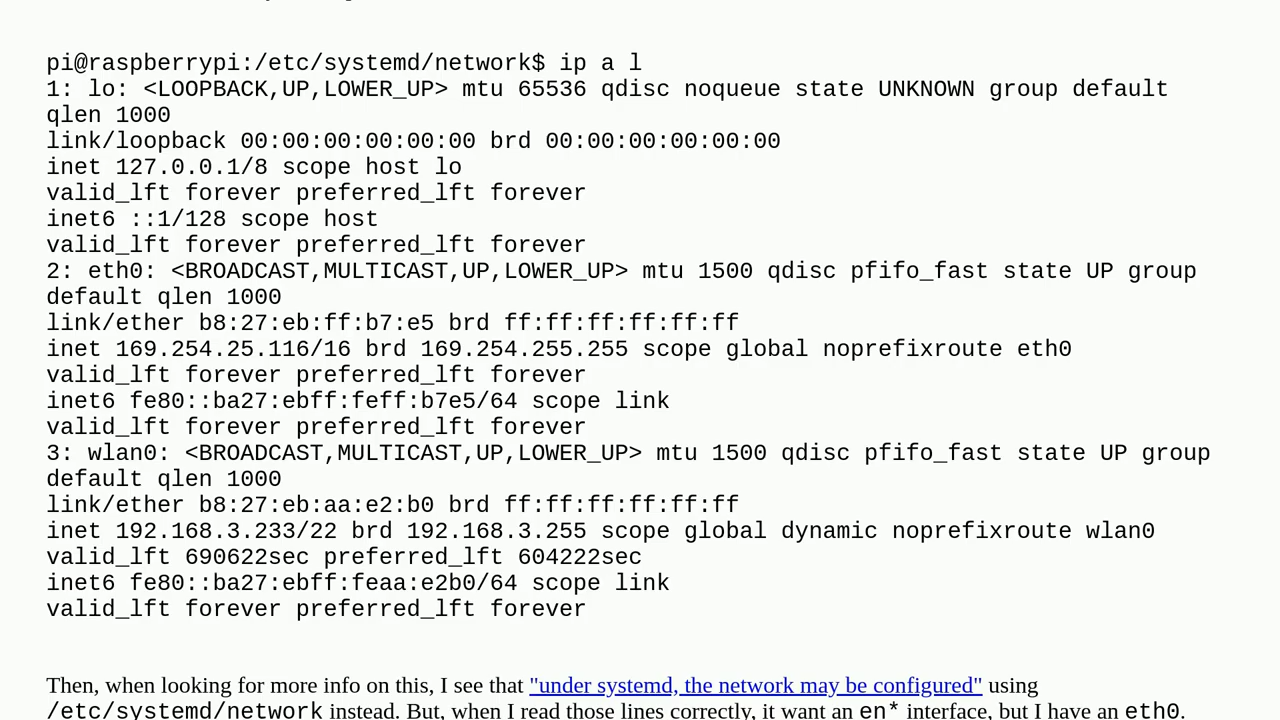 pi@raspberrypi:/etc/systemd/network$ ip a l
1: lo: <LOOPBACK,UP,LOWER_UP> mtu 65536 qdisc noqueue state UNKNOWN group default
qlen 1000
link/loopback 00:00:00:00:00:00 brd 00:00:00:00:00:00
inet 127.0.0.1/8 scope host lo
valid_lft forever preferred_lft forever
inet6 ::1/128 scope host
valid_lft forever preferred_lft forever
2: eth0: <BROADCAST,MULTICAST,UP,LOWER_UP> mtu 1500 qdisc pfifo_fast state UP group
default qlen 1000
link/ether b8:27:eb:ff:b7:e5 brd ff:ff:ff:ff:ff:ff
inet 169.254.25.116/16 brd 169.254.255.255 scope global noprefixroute eth0
valid_lft forever preferred_lft forever
inet6 fe80::ba27:ebff:feff:b7e5/64 scope link
valid_lft forever preferred_lft forever
3: wlan0: <BROADCAST,MULTICAST,UP,LOWER_UP> mtu 1500 qdisc pfifo_fast state UP group
default qlen 1000
link/ether b8:27:eb:aa:e2:b0 brd ff:ff:ff:ff:ff:ff
inet 192.168.3.233/22 brd 192.168.3.255 scope global dynamic noprefixroute wlan0
valid_lft 690622sec preferred_lft 604222sec
inet6 fe80::ba27:ebff:feaa:e2b0/64 scope link
valid_lft forever preferred_lft forever
Then, when looking for more info on this, I see that "under systemd, the network may be configured" using
/etc/systemd/network instead. But, when I read those lines correctly, it want an en* interface, but I have an eth0.